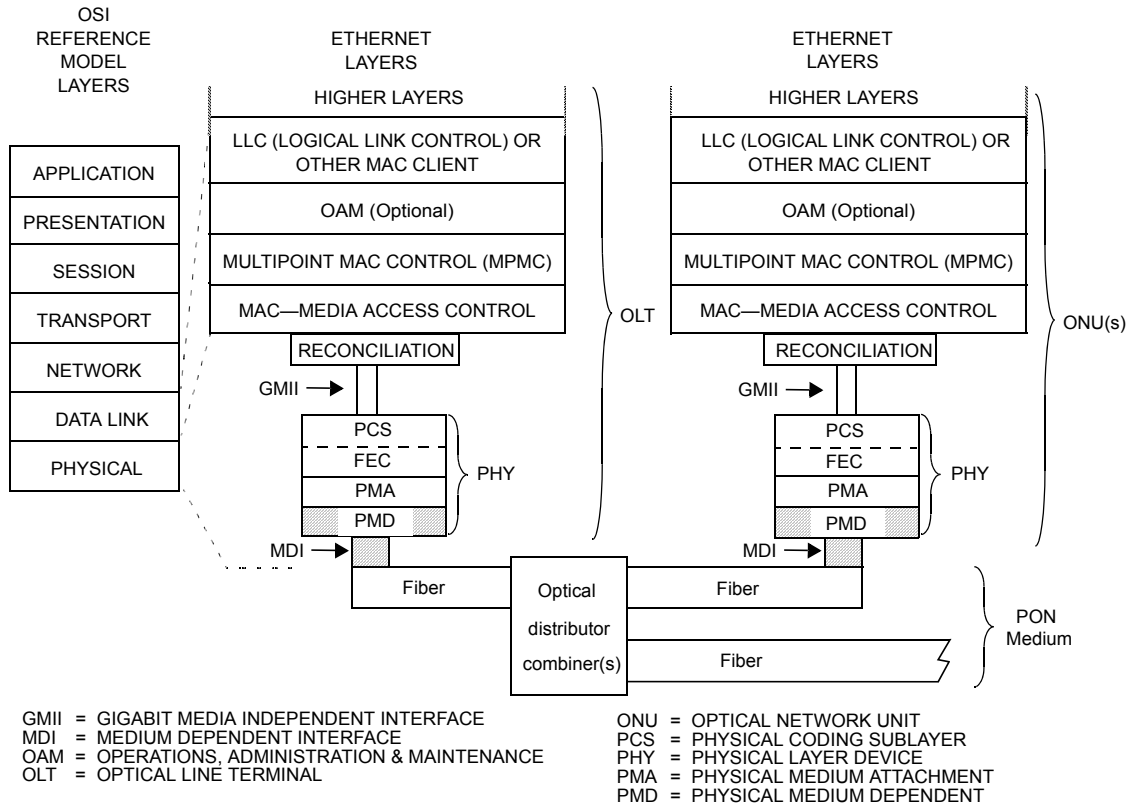 OSI
REFERENCE
MODEL
LAYERS
APPLICATION
PRESENTATION
SESSION
TRANSPORT
NETWORK
DATA LINK
PHYSICAL
ETHERNET
LAYERS
HIGHER LAYERS
LLC (LOGICAL LINK CONTROL) OR
OTHER MAC CLIENT
OAM (Optional)
MULTIPOINT MAC CONTROL (MPMC)
MAC—MEDIA ACCESS CONTROL
RECONCILIATION
GMII
PCS
FEC
PMA
PMD
PHY
MDI
OLT
ETHERNET
LAYERS
HIGHER LAYERS
LLC (LOGICAL LINK CONTROL) OR
OTHER MAC CLIENT
OAM (Optional)
MULTIPOINT MAC CONTROL (MPMC)
MAC—MEDIA ACCESS CONTROL
RECONCILIATION
GMII
PCS
FEC
PMA
PMD
PHY
MDI
ONU(s)
Fiber
Optical
distributor
combiner(s)
Fiber
Fiber
PON
Medium
GMII = GIGABIT MEDIA INDEPENDENT INTERFACE
MDI = MEDIUM DEPENDENT INTERFACE
OAM = OPERATIONS, ADMINISTRATION & MAINTENANCE
OLT = OPTICAL LINE TERMINAL
ONU = OPTICAL NETWORK UNIT
PCS = PHYSICAL CODING SUBLAYER
PHY = PHYSICAL LAYER DEVICE
PMA = PHYSICAL MEDIUM ATTACHMENT
PMD = PHYSICAL MEDIUM DEPENDENT